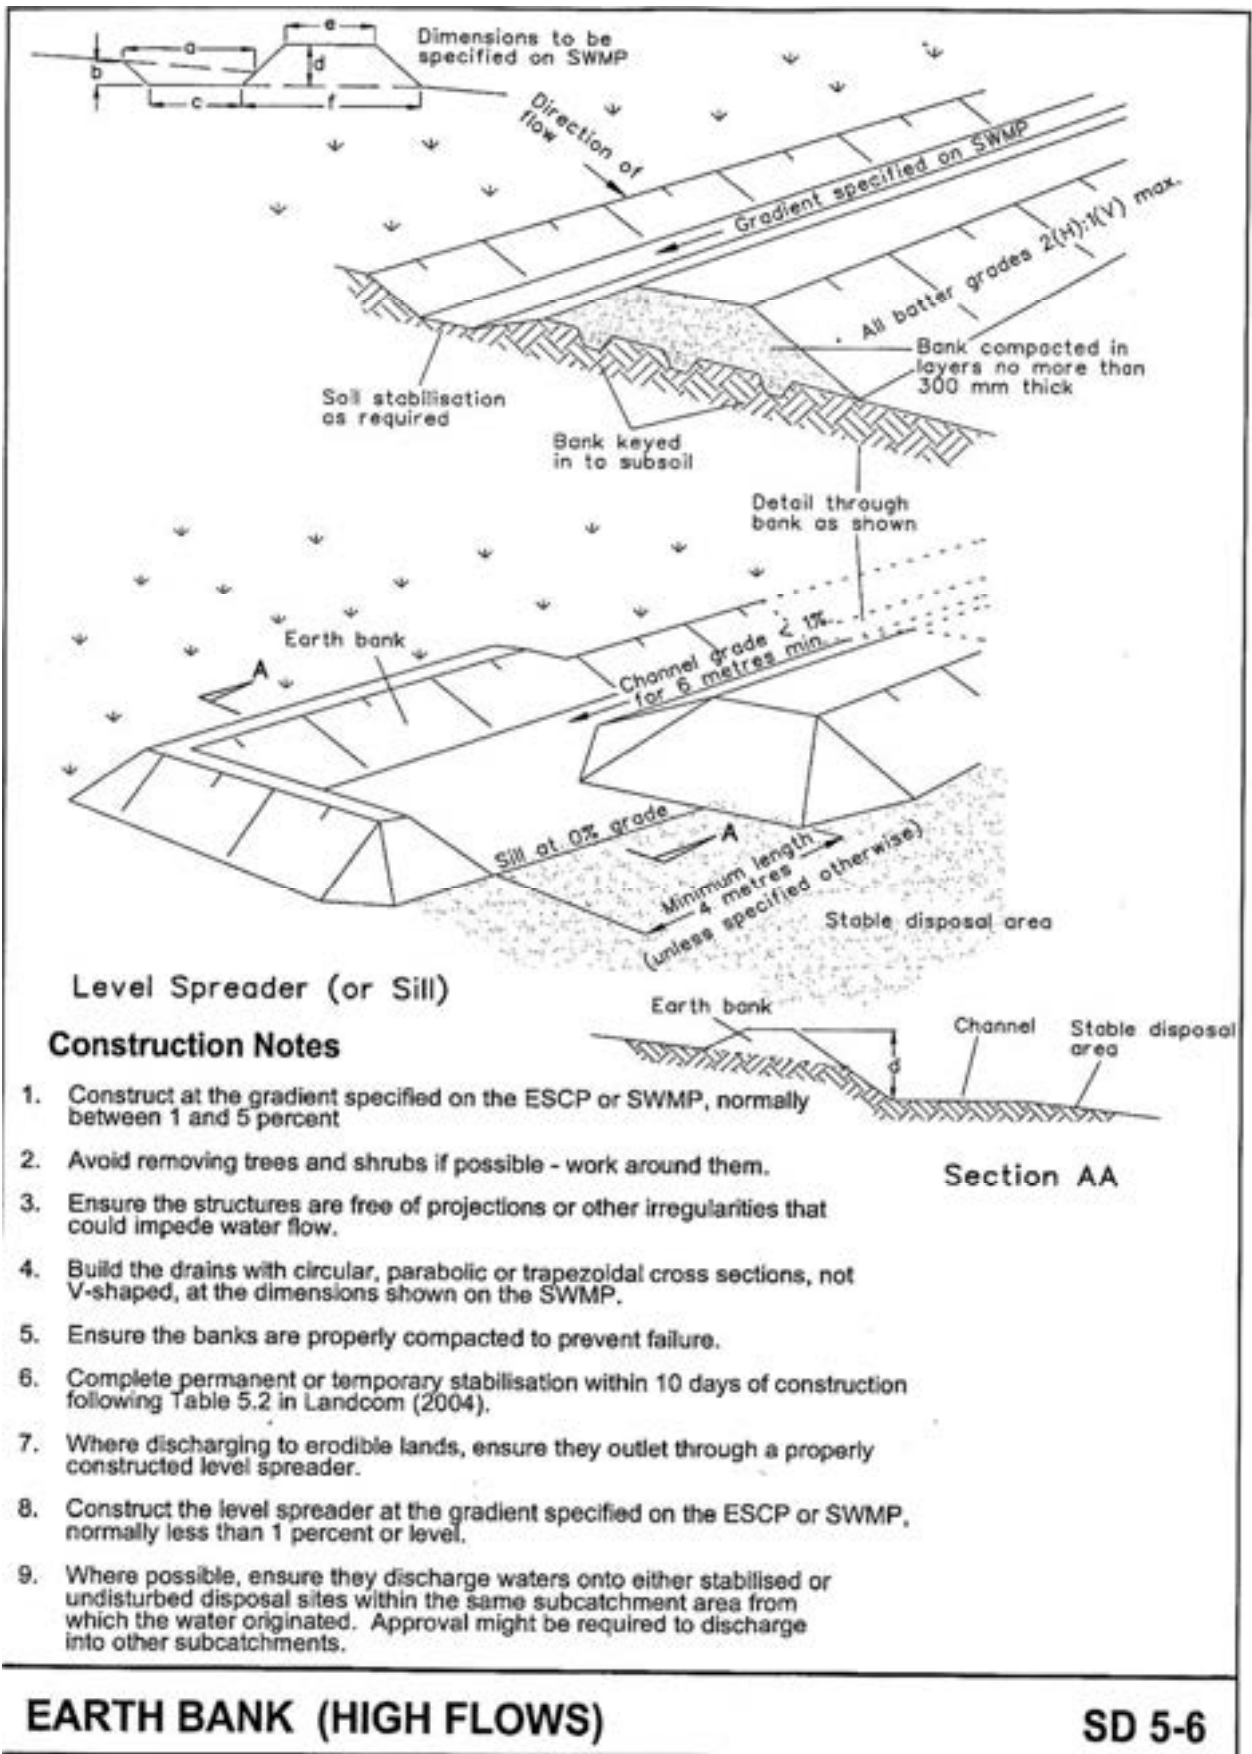 e
a
d
b
c
f
Dimensions to be
specified on SWMP
Direction of
flow
Gradient specified on SWMP
All batter grades 2(H):1(V) max.
Bank compacted in
layers no more than
300 mm thick
Soil stabilisation
as required
Bank keyed
in to subsoil
Detail through
bank as shown
Earth bank
A
Channel grade < 1%
for 6 metres min.
Sill at 0% grade
A
Minimum length
4 metres
(unless specified otherwise)
Stable disposal area
Level Spreader (or Sill)
Earth bank
Channel
Stable disposal
area
d
Section AA
Construction Notes
1. Construct at the gradient specified on the ESCP or SWMP, normally
between 1 and 5 percent
2. Avoid removing trees and shrubs if possible - work around them.
3. Ensure the structures are free of projections or other irregularities that
could impede water flow.
4. Build the drains with circular, parabolic or trapezoidal cross sections, not
V-shaped, at the dimensions shown on the SWMP.
5. Ensure the banks are properly compacted to prevent failure.
6. Complete permanent or temporary stabilisation within 10 days of construction
following Table 5.2 in Landcom (2004).
7. Where discharging to erodible lands, ensure they outlet through a properly
constructed level spreader.
8. Construct the level spreader at the gradient specified on the ESCP or SWMP,
normally less than 1 percent or level.
9. Where possible, ensure they discharge waters onto either stabilised or
undisturbed disposal sites within the same subcatchment area from
which the water originated. Approval might be required to discharge
into other subcatchments.
EARTH BANK (HIGH FLOWS)
SD 5-6